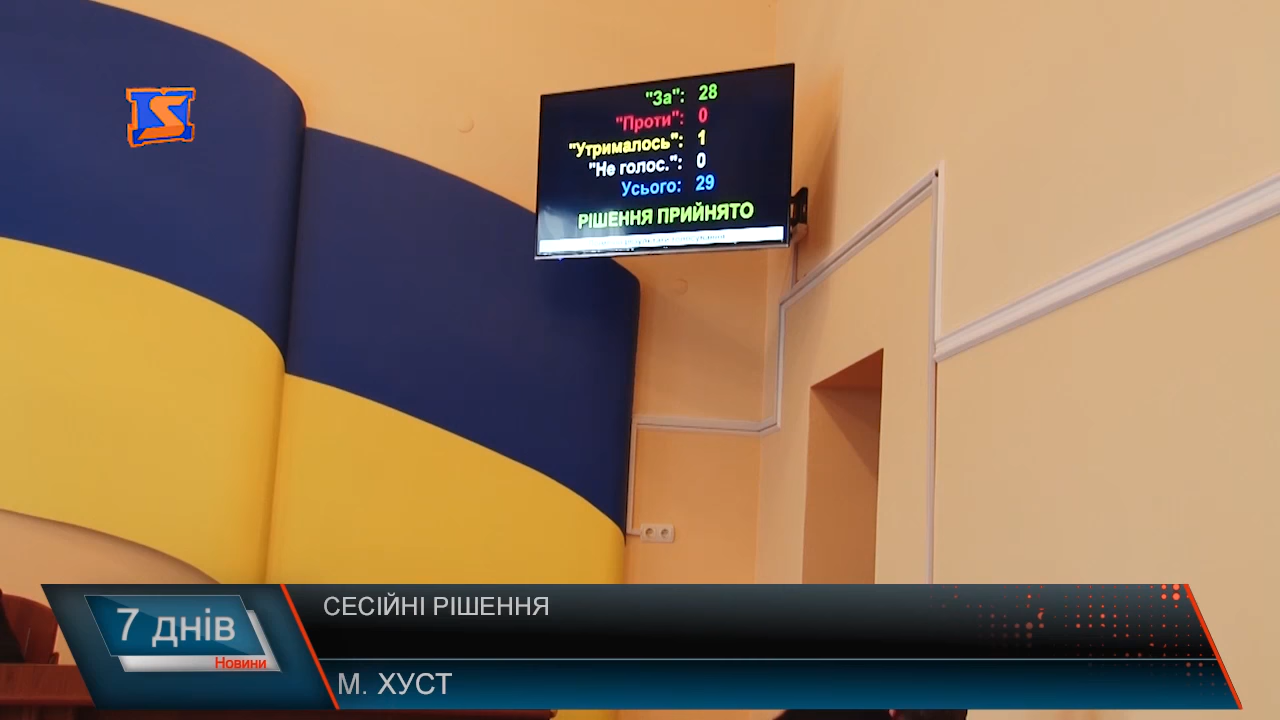 "За": 28
"Проти": 0
"Утрималось": 1
"Не голос.": 0
Усього: 29
РІШЕННЯ ПРИЙНЯТО
7 днів
Новини
СЕСІЙНІ РІШЕННЯ
М. ХУСТ